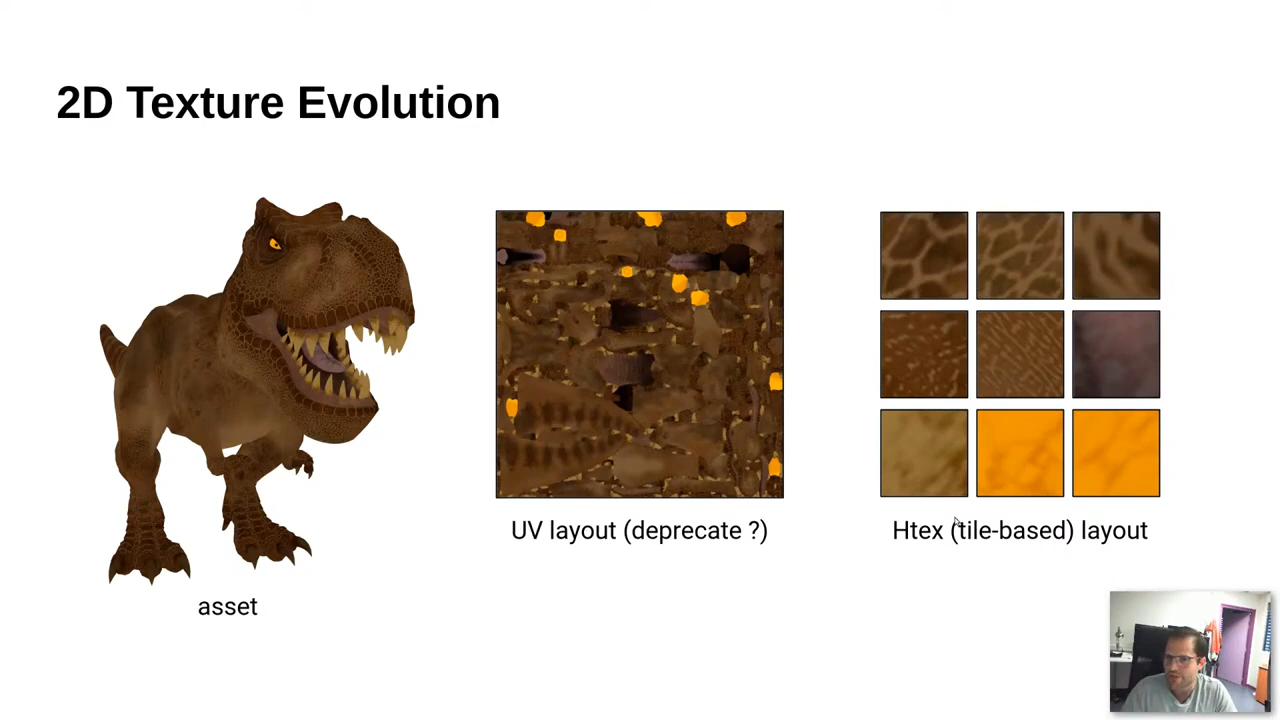 2D Texture Evolution
UV layout (deprecate ?)
Htex (tile-based) layout
asset